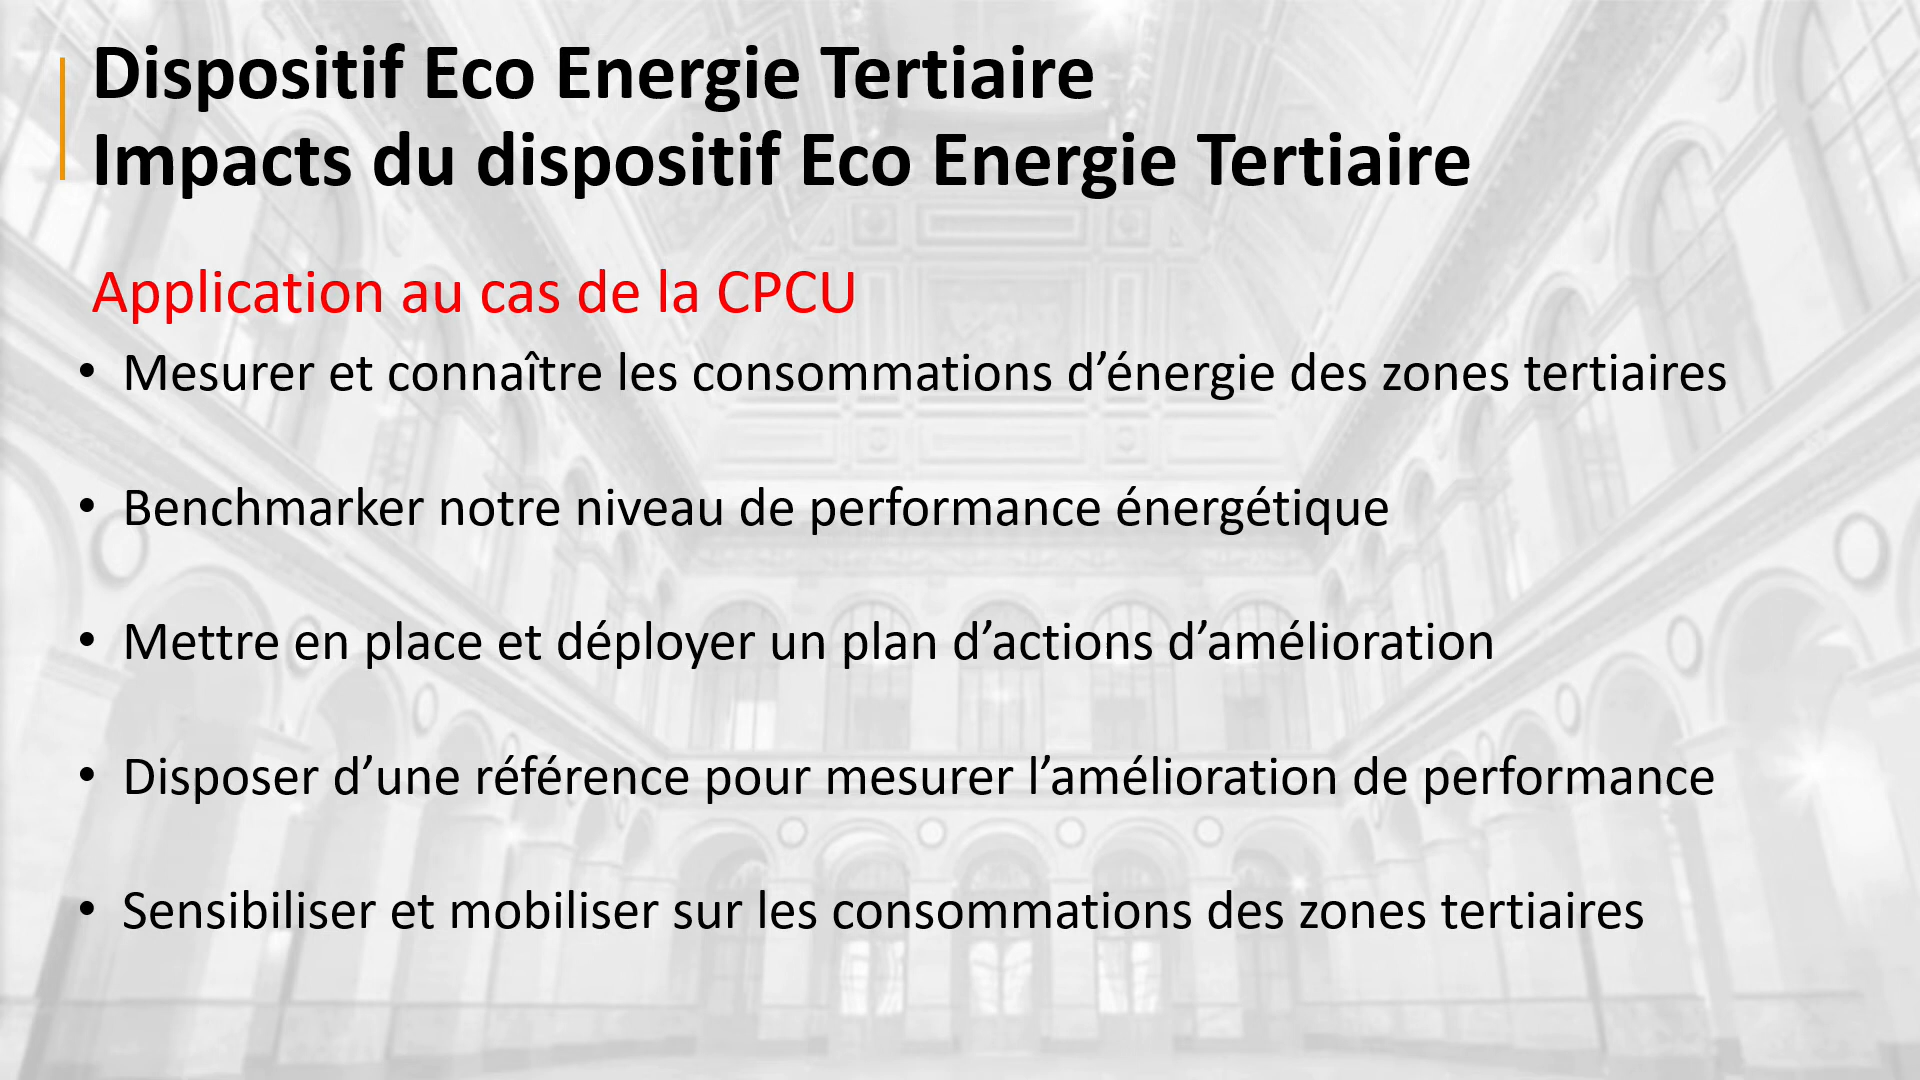 Dispositif Eco Energie Tertiaire
Impacts du dispositif Eco Energie Tertiaire
Application au cas de la CPCU
• Mesurer et connaître les consommations d’énergie des zones tertiaires
• Benchmarker notre niveau de performance énergétique
• Mettre en place et déployer un plan d’actions d’amélioration
• Disposer d’une référence pour mesurer l’amélioration de performance
• Sensibiliser et mobiliser sur les consommations des zones tertiaires